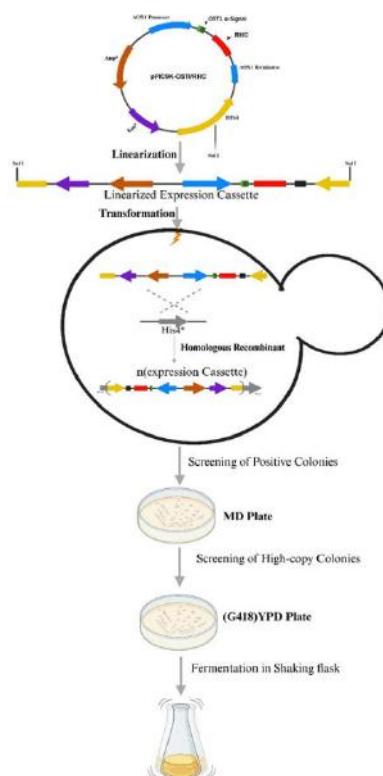 AOX1 Promoter
OST1 α-Signal
RHC
Amp^R
pPIC9K-OSTI/RHC
AOX1 Terminator
HIS4
Sal I
Linearization
Sal I
Sal I
Linearized Expression Cassette
Transformation
His4*
Homologous Recombinant
n(expression Cassette)
Screening of Positive Colonies
MD Plate
Screening of High-copy Colonies
(G418)YPD Plate
Fermentation in Shaking flask